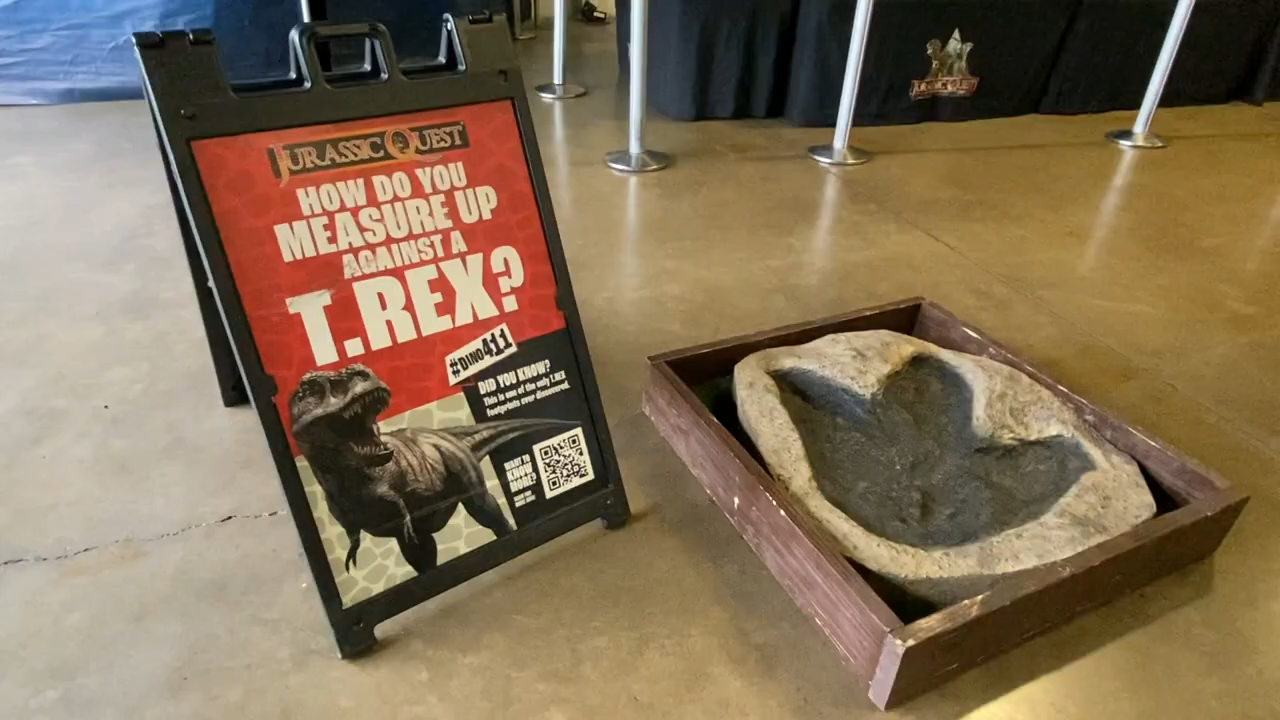 JURASSIC QUEST
HOW DO YOU
MEASURE UP
AGAINST A
T.REX?
#DINO411
DID YOU KNOW?
This is one of the only T.REX
footprints ever discovered.
WANT TO
KNOW
MORE?